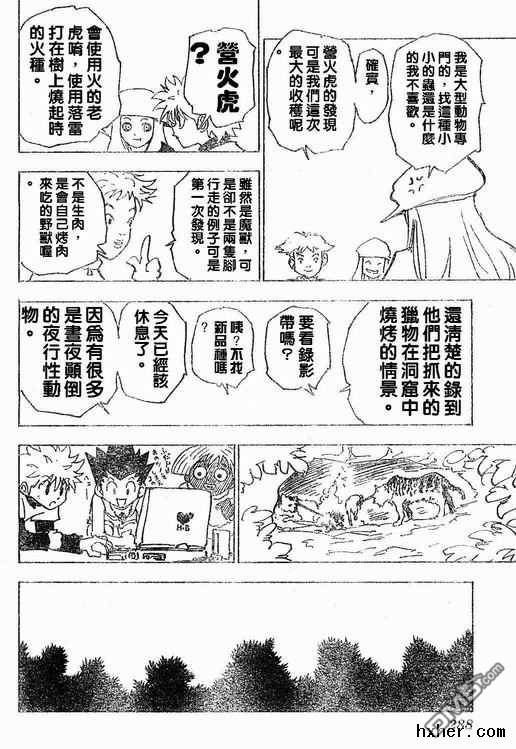 我是大型動物專
門的，找這種小
小的蟲還是什麼
的我不喜歡。
確實，
螢火虎的發現
可是我們這次
最大的收穫呢
營火虎
？
會使用火的老
虎唷，使用落雷
打在樹上燒起時
的火種。
雖然是魔獸，可
是卻不是兩隻腳
行走的例子可是
第一次發現。
不是生肉，
是會自己烤肉
來吃的野獸喔
。
還清楚的錄到
他們把抓來的
獵物在洞窟中
燒烤的情景。
要看錄影
帶嗎？
咦？不找
新品種嗎
？
今天已經該
休息了。
因為有很多
是晝夜顛倒
的夜行性動
物。
H×B
238
hxher.com